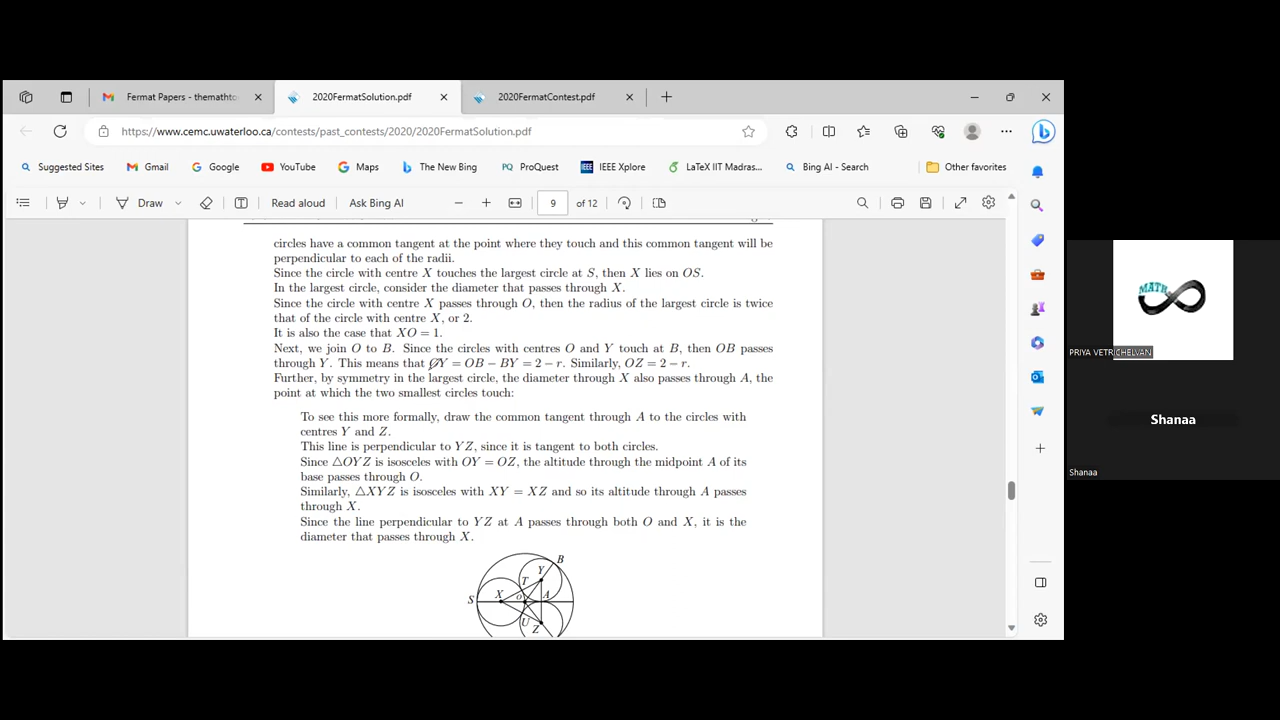 Fermat Papers - themathto
2020FermatSolution.pdf
2020FermatContest.pdf
https://www.cemc.uwaterloo.ca/contests/past_contests/2020/2020FermatSolution.pdf
Suggested Sites
Gmail
Google
YouTube
Maps
The New Bing
PQ ProQuest
IEEE IEEE Xplore
LaTeX IIT Madras...
Bing AI - Search
Other favorites
Draw
Read aloud
Ask Bing AI
9 of 12
circles have a common tangent at the point where they touch and this common tangent will be
perpendicular to each of the radii.
Since the circle with centre X touches the largest circle at S, then X lies on OS.
In the largest circle, consider the diameter that passes through X.
Since the circle with centre X passes through O, then the radius of the largest circle is twice
that of the circle with centre X, or 2.
It is also the case that XO = 1.
Next, we join O to B. Since the circles with centres O and Y touch at B, then OB passes
through Y. This means that OY = OB − BY = 2 − r. Similarly, OZ = 2 − r.
Further, by symmetry in the largest circle, the diameter through X also passes through A, the
point at which the two smallest circles touch:
To see this more formally, draw the common tangent through A to the circles with
centres Y and Z.
This line is perpendicular to YZ, since it is tangent to both circles.
Since △OYZ is isosceles with OY = OZ, the altitude through the midpoint A of its
base passes through O.
Similarly, △XYZ is isosceles with XY = XZ and so its altitude through A passes
through X.
Since the line perpendicular to YZ at A passes through both O and X, it is the
diameter that passes through X.
B
Y
T
S
X
O
A
U
Z
MATH
PRIYA VETRICHELVAN
Shanaa
Shanaa